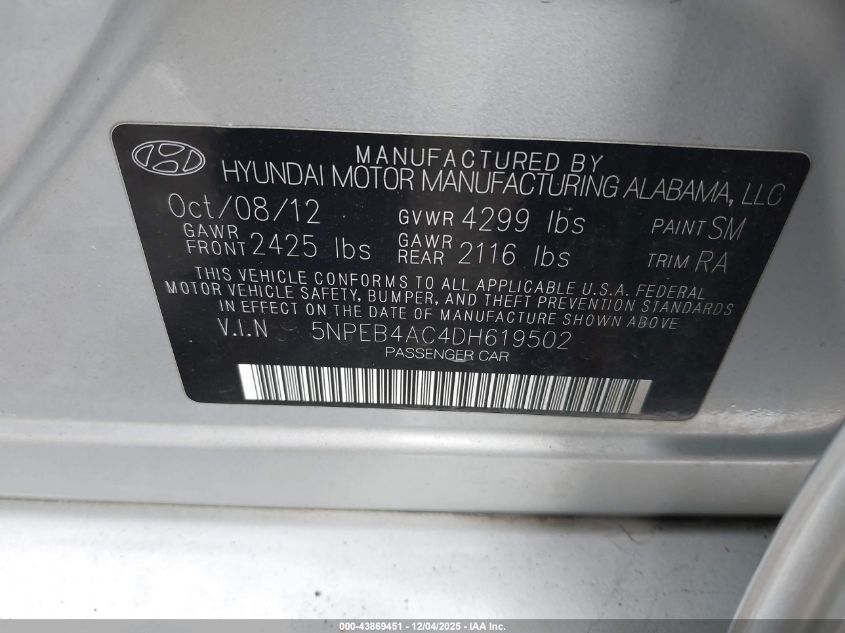 MANUFACTURED BY
HYUNDAI MOTOR MANUFACTURING ALABAMA, LLC
Oct/08/12 GVWR 4299 lbs PAINT SM
GAWR FRONT 2425 lbs GAWR REAR 2116 lbs TRIM RA
THIS VEHICLE CONFORMS TO ALL APPLICABLE U.S.A. FEDERAL
MOTOR VEHICLE SAFETY, BUMPER, AND THEFT PREVENTION STANDARDS
IN EFFECT ON THE DATE OF MANUFACTURE SHOWN ABOVE
V.I.N 5NPEB4AC4DH619502
PASSENGER CAR
000-43869451 - 12/04/2025 - IAA Inc.